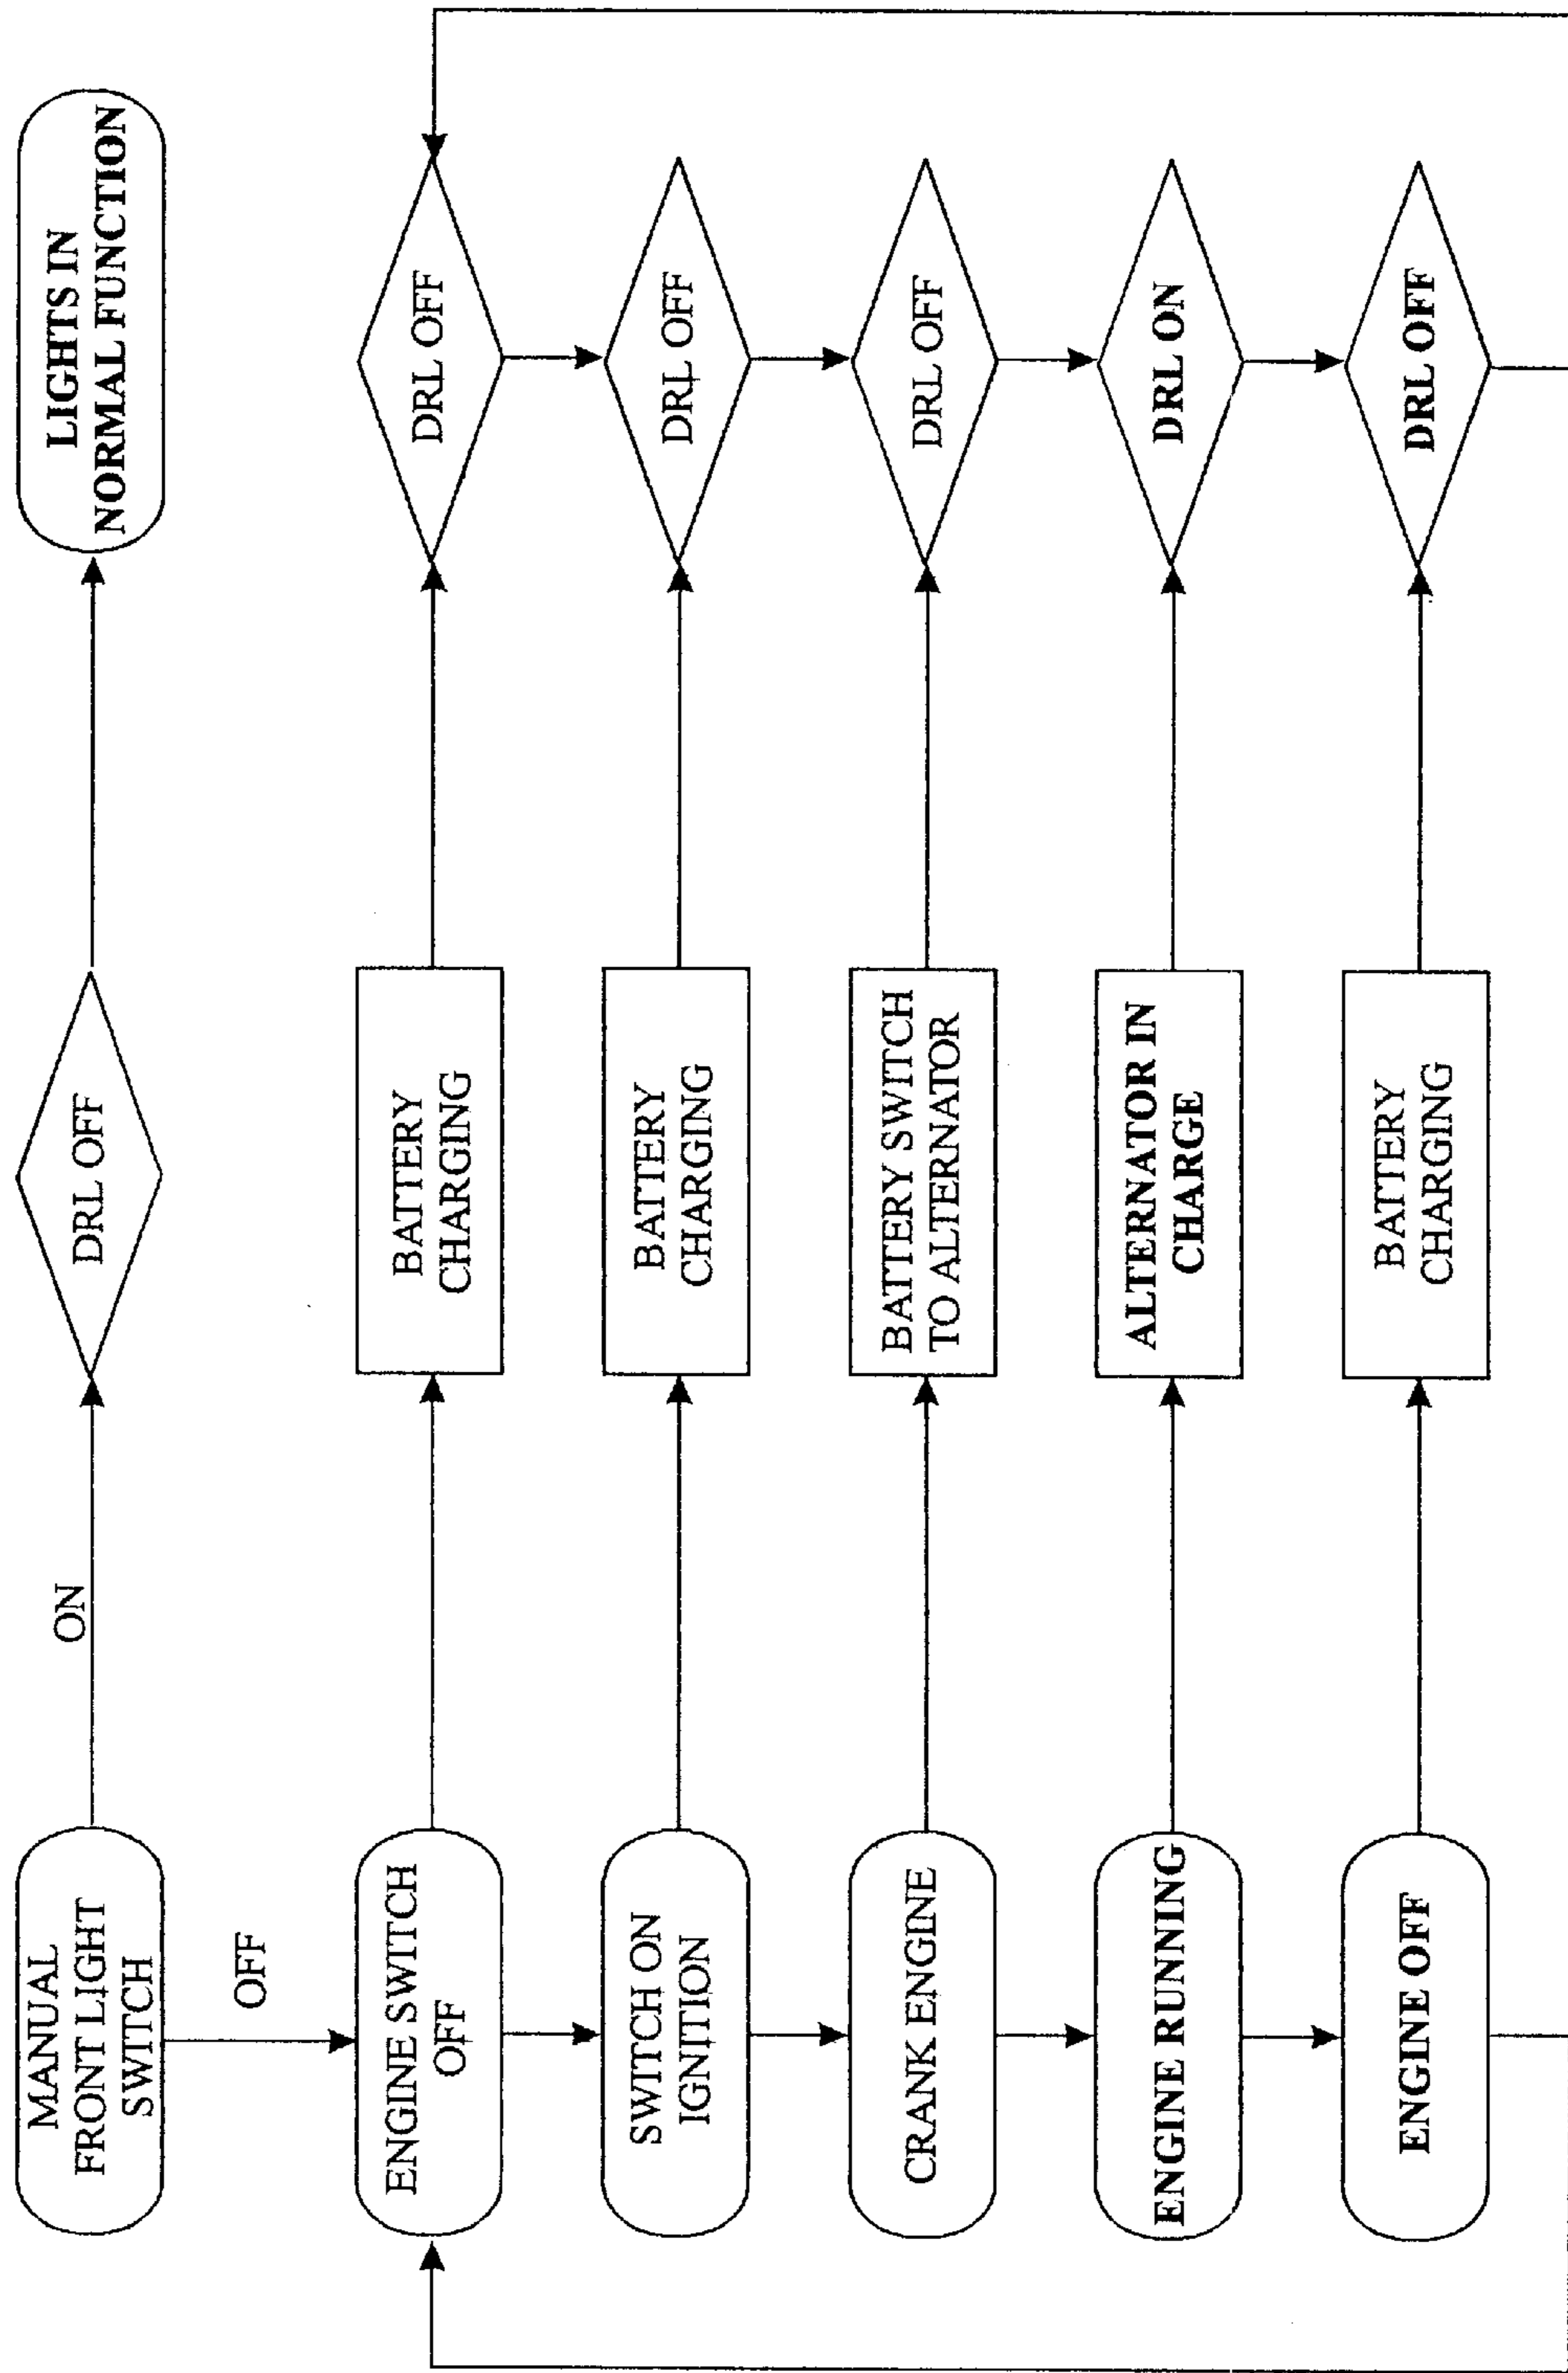 MANUAL
FRONT LIGHT
SWITCH
ON
DRL OFF
LIGHTS IN
NORMAL FUNCTION
OFF
ENGINE SWITCH
OFF
BATTERY
CHARGING
DRL OFF
SWITCH ON
IGNITION
BATTERY
CHARGING
DRL OFF
CRANK ENGINE
BATTERY SWITCH
TO ALTERNATOR
DRL OFF
ENGINE RUNNING
ALTERNATOR IN
CHARGE
DRL ON
ENGINE OFF
BATTERY
CHARGING
DRL OFF